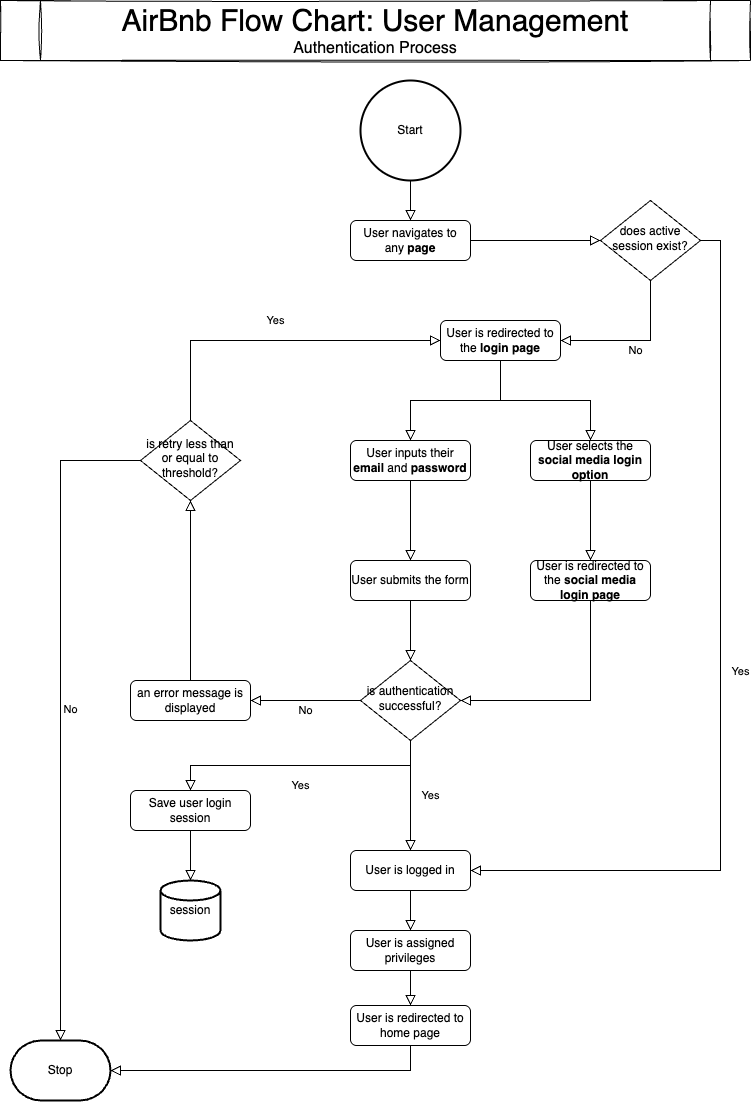 AirBnb Flow Chart: User Management
Authentication Process
Start
User navigates to
any page
does active
session exist?
Yes
User is redirected to
the login page
No
is retry less than
or equal to
threshold?
User inputs their
email and password
User selects the
social media login
option
User submits the form
User is redirected to
the social media
login page
Yes
an error message is
displayed
No
is authentication
successful?
No
Yes
Yes
Save user login
session
User is logged in
session
User is assigned
privileges
User is redirected to
home page
Stop